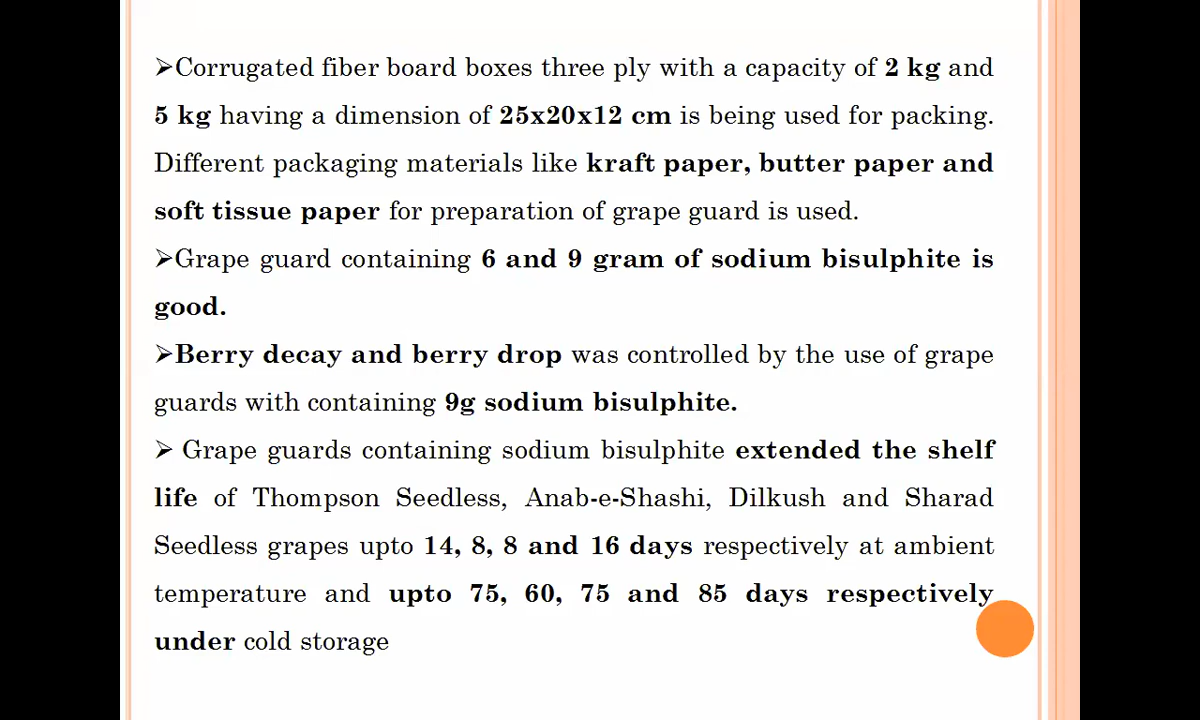 ➢Corrugated fiber board boxes three ply with a capacity of 2 kg and
5 kg having a dimension of 25x20x12 cm is being used for packing.
Different packaging materials like kraft paper, butter paper and
soft tissue paper for preparation of grape guard is used.
➢Grape guard containing 6 and 9 gram of sodium bisulphite is
good.
➢Berry decay and berry drop was controlled by the use of grape
guards with containing 9g sodium bisulphite.
➢ Grape guards containing sodium bisulphite extended the shelf
life of Thompson Seedless, Anab-e-Shashi, Dilkush and Sharad
Seedless grapes upto 14, 8, 8 and 16 days respectively at ambient
temperature and upto 75, 60, 75 and 85 days respectively
under cold storage